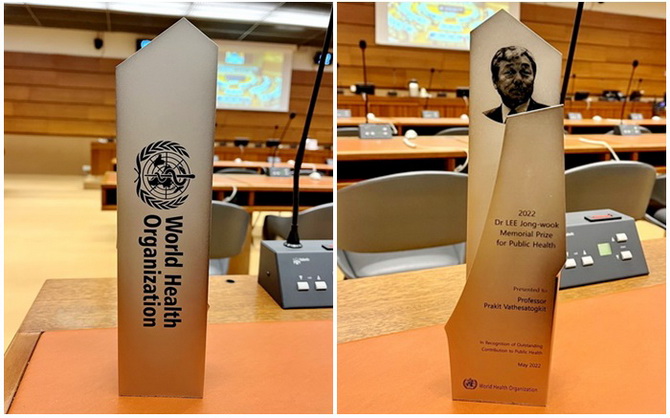 World Health
Organization
2022
Dr LEE Jong-wook
Memorial Prize
for Public Health
Presented to
Professor
Prakit Vathesatogkit
In Recognition of Outstanding
Contribution to Public Health
May 2022
World Health Organization